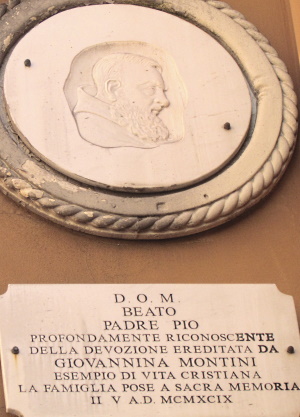 D. O. M.
BEATO
PADRE PIO
PROFONDAMENTE RICONOSCENTE
DELLA DEVOZIONE EREDITATA DA
GIOVANNINA MONTINI
ESEMPIO DI VITA CRISTIANA
LA FAMIGLIA POSE A SACRA MEMORIA
II V A.D. MCMXCIX